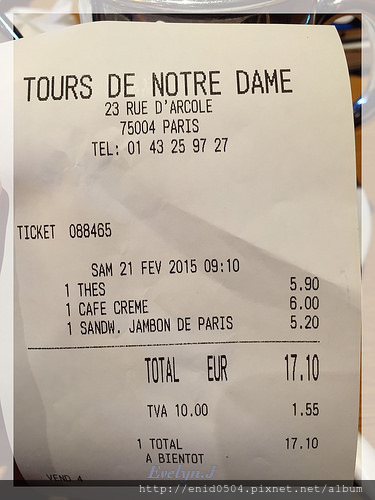 TOURS DE NOTRE DAME
23 RUE D'ARCOLE
75004 PARIS
TEL: 01 43 25 97 27
TICKET 088465
SAM 21 FEV 2015 09:10
1 THES 5.90
1 CAFE CREME 6.00
1 SANDW. JAMBON DE PARIS 5.20
TOTAL EUR 17.10
TVA 10.00 1.55
1 TOTAL 17.10
A BIENTOT
VEND 4
Evelyn.J
http://enid0504.pixnet.net/album